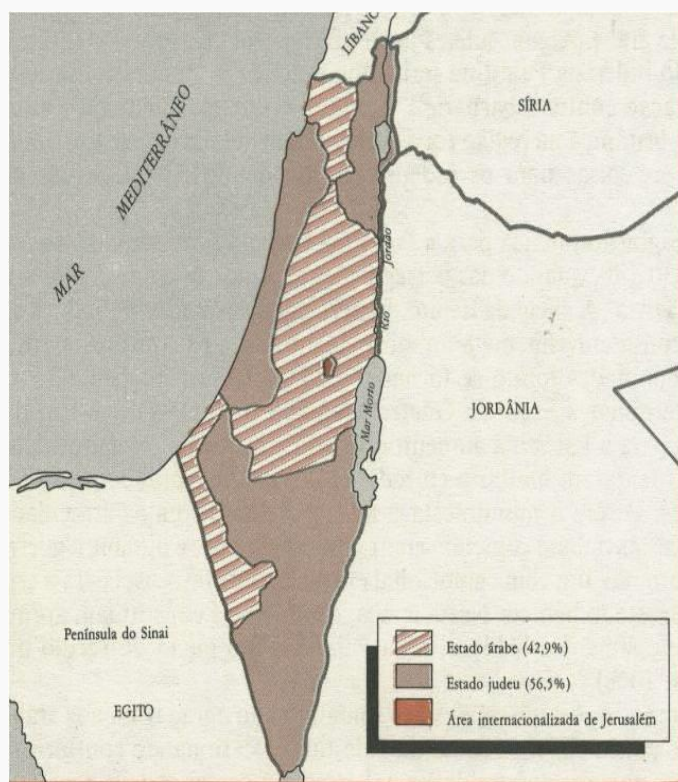 LÍBANO
SÍRIA
MAR MEDITERRÂNEO
Rio Jordão
Mar Morto
JORDÂNIA
Península do Sinai
EGITO
Estado árabe (42,9%)
Estado judeu (56,5%)
Área internacionalizada de Jerusalém